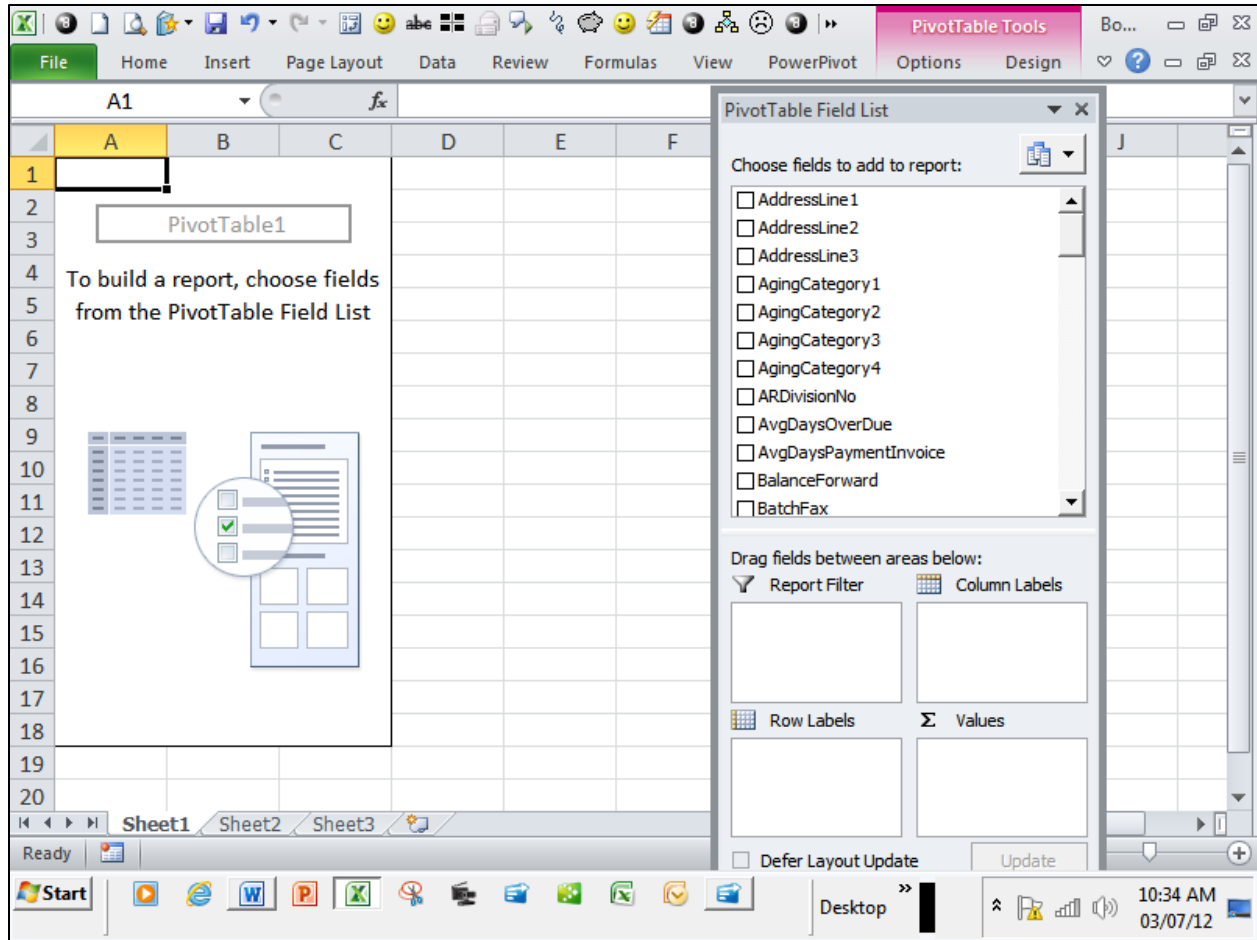 PivotTable Tools
Bo...
File Home Insert Page Layout Data Review Formulas View PowerPivot Options Design
A1 fx
PivotTable Field List
A B C D E F J
1
2
3
4
5
6
7
8
9
10
11
12
13
14
15
16
17
18
19
20
PivotTable1
To build a report, choose fields
from the PivotTable Field List
Choose fields to add to report:
AddressLine1
AddressLine2
AddressLine3
AgingCategory1
AgingCategory2
AgingCategory3
AgingCategory4
ARDivisionNo
AvgDaysOverDue
AvgDaysPaymentInvoice
BalanceForward
BatchFax
Drag fields between areas below:
Report Filter
Column Labels
Row Labels
Σ Values
Defer Layout Update
Update
Sheet1 Sheet2 Sheet3
Ready
Start
Desktop
10:34 AM
03/07/12